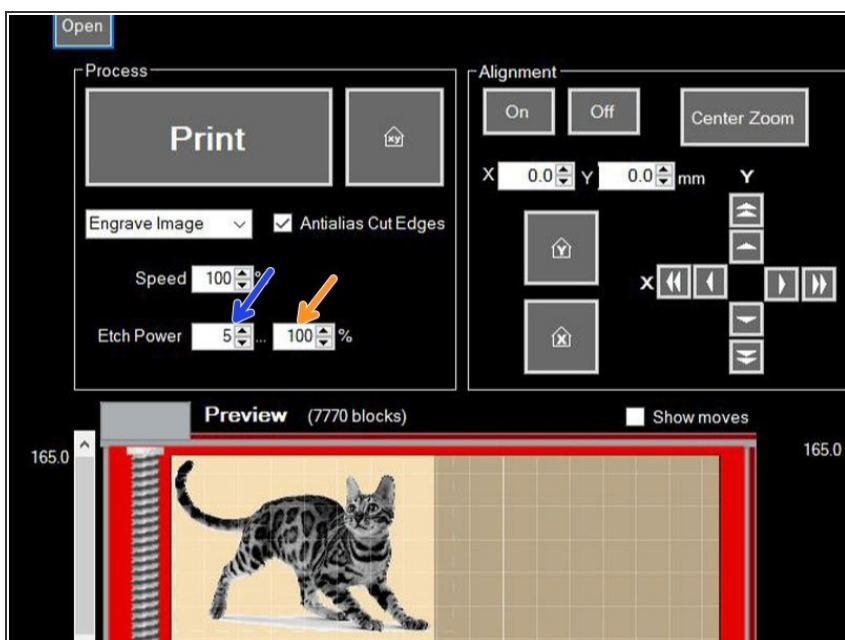 Open
Process
Print
xy
Engrave Image
Antialias Cut Edges
Speed 100 %
Etch Power 5 ... 100 %
Alignment
On Off Center Zoom
X 0.0 Y 0.0 mm
Y
Y
X
X
Preview (7770 blocks)
Show moves
165.0
165.0